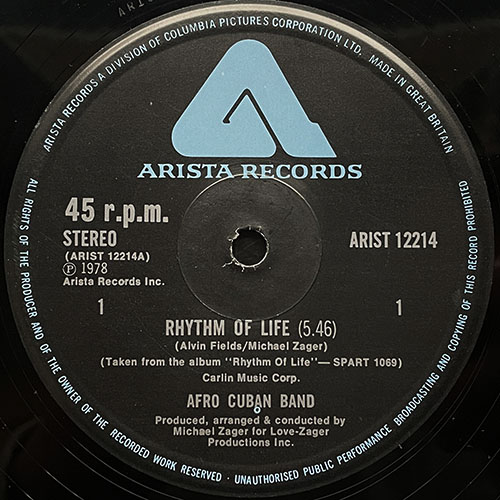 ARISTA RECORDS A DIVISION OF COLUMBIA PICTURES CORPORATION LTD. MADE IN GREAT BRITAIN
ARISTA RECORDS
45 r.p.m.
STEREO
(ARIST 12214A)
Ⓟ 1978
Arista Records Inc.
ARIST 12214
1
1
RHYTHM OF LIFE (5.46)
(Alvin Fields/Michael Zager)
(Taken from the album "Rhythm Of Life"— SPART 1069)
Carlin Music Corp.
AFRO CUBAN BAND
Produced, arranged & conducted by
Michael Zager for Love-Zager
Productions Inc.
ALL RIGHTS OF THE PRODUCER AND OF THE OWNER OF THE RECORDED WORK RESERVED · UNAUTHORISED PUBLIC PERFORMANCE BROADCASTING AND COPYING OF THIS RECORD PROHIBITED